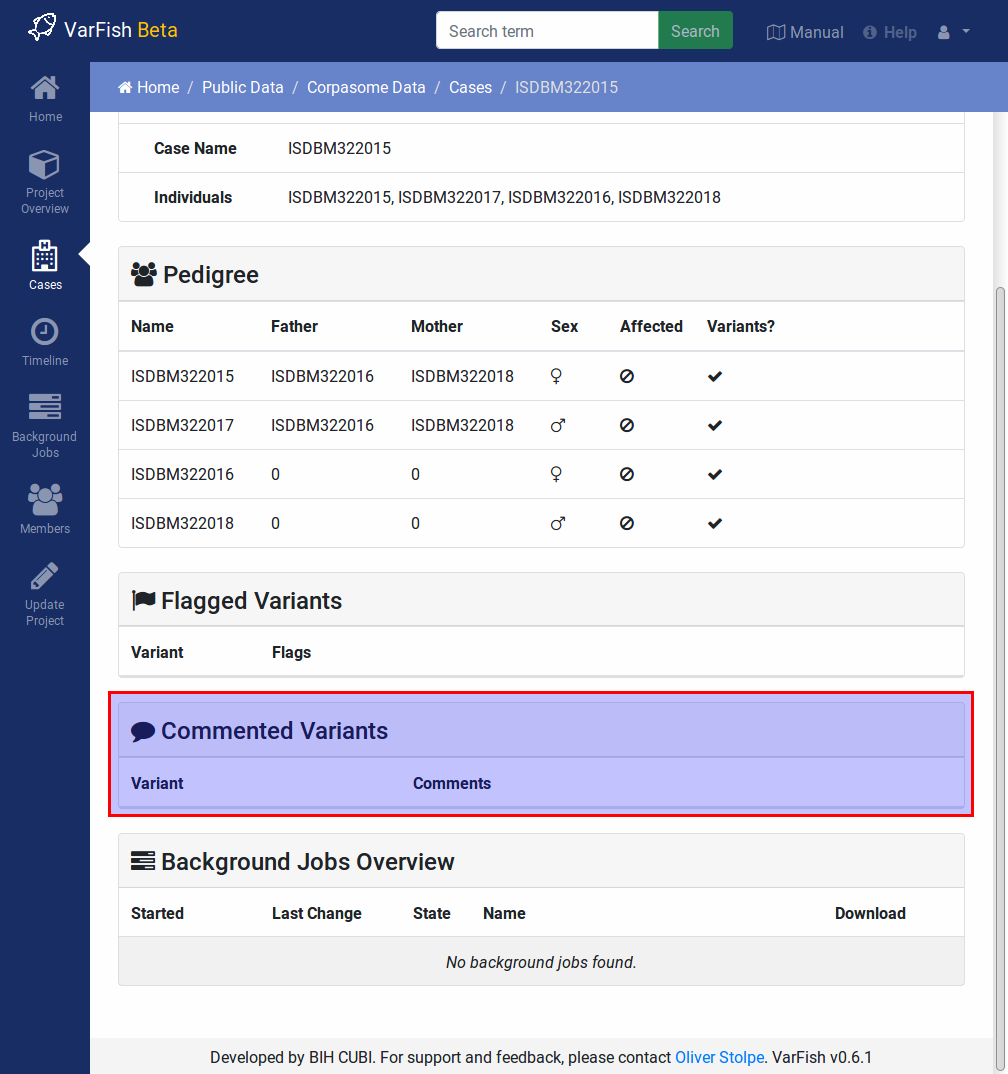 VarFish Beta
Search term
Search
Manual
Help
Home / Public Data / Corpasome Data / Cases / ISDBM322015
Home
Project
Overview
Cases
Timeline
Background
Jobs
Members
Update
Project
Case Name ISDBM322015
Individuals ISDBM322015, ISDBM322017, ISDBM322016, ISDBM322018
Pedigree
Name Father Mother Sex Affected Variants?
ISDBM322015 ISDBM322016 ISDBM322018 ♀
ISDBM322017 ISDBM322016 ISDBM322018 ♂
ISDBM322016 0 0 ♀
ISDBM322018 0 0 ♂
Flagged Variants
Variant Flags
Commented Variants
Variant Comments
Background Jobs Overview
Started Last Change State Name Download
No background jobs found.
Developed by BIH CUBI. For support and feedback, please contact Oliver Stolpe. VarFish v0.6.1